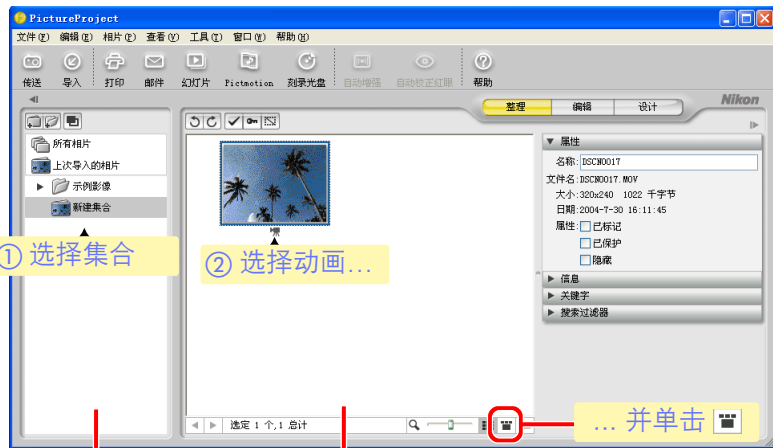 PictureProject
文件(F) 编辑(E) 相片(P) 查看(V) 工具(T) 窗口(W) 帮助(H)
传送 导入 打印 邮件 幻灯片 Pictmotion 刻录光盘 自动增强 自动校正红眼 帮助
整理 编辑 设计 Nikon
所有相片
上次导入的相片
示例影像
新建集合
① 选择集合
② 选择动画...
属性
名称: DSCN0017
文件名: DSCN0017.MOV
大小: 320x240 1022 千字节
日期: 2004-7-30 16:11:45
属性: 已标记
已保护
隐藏
信息
关键字
搜索过滤器
选定 1 个,1 总计
... 并单击